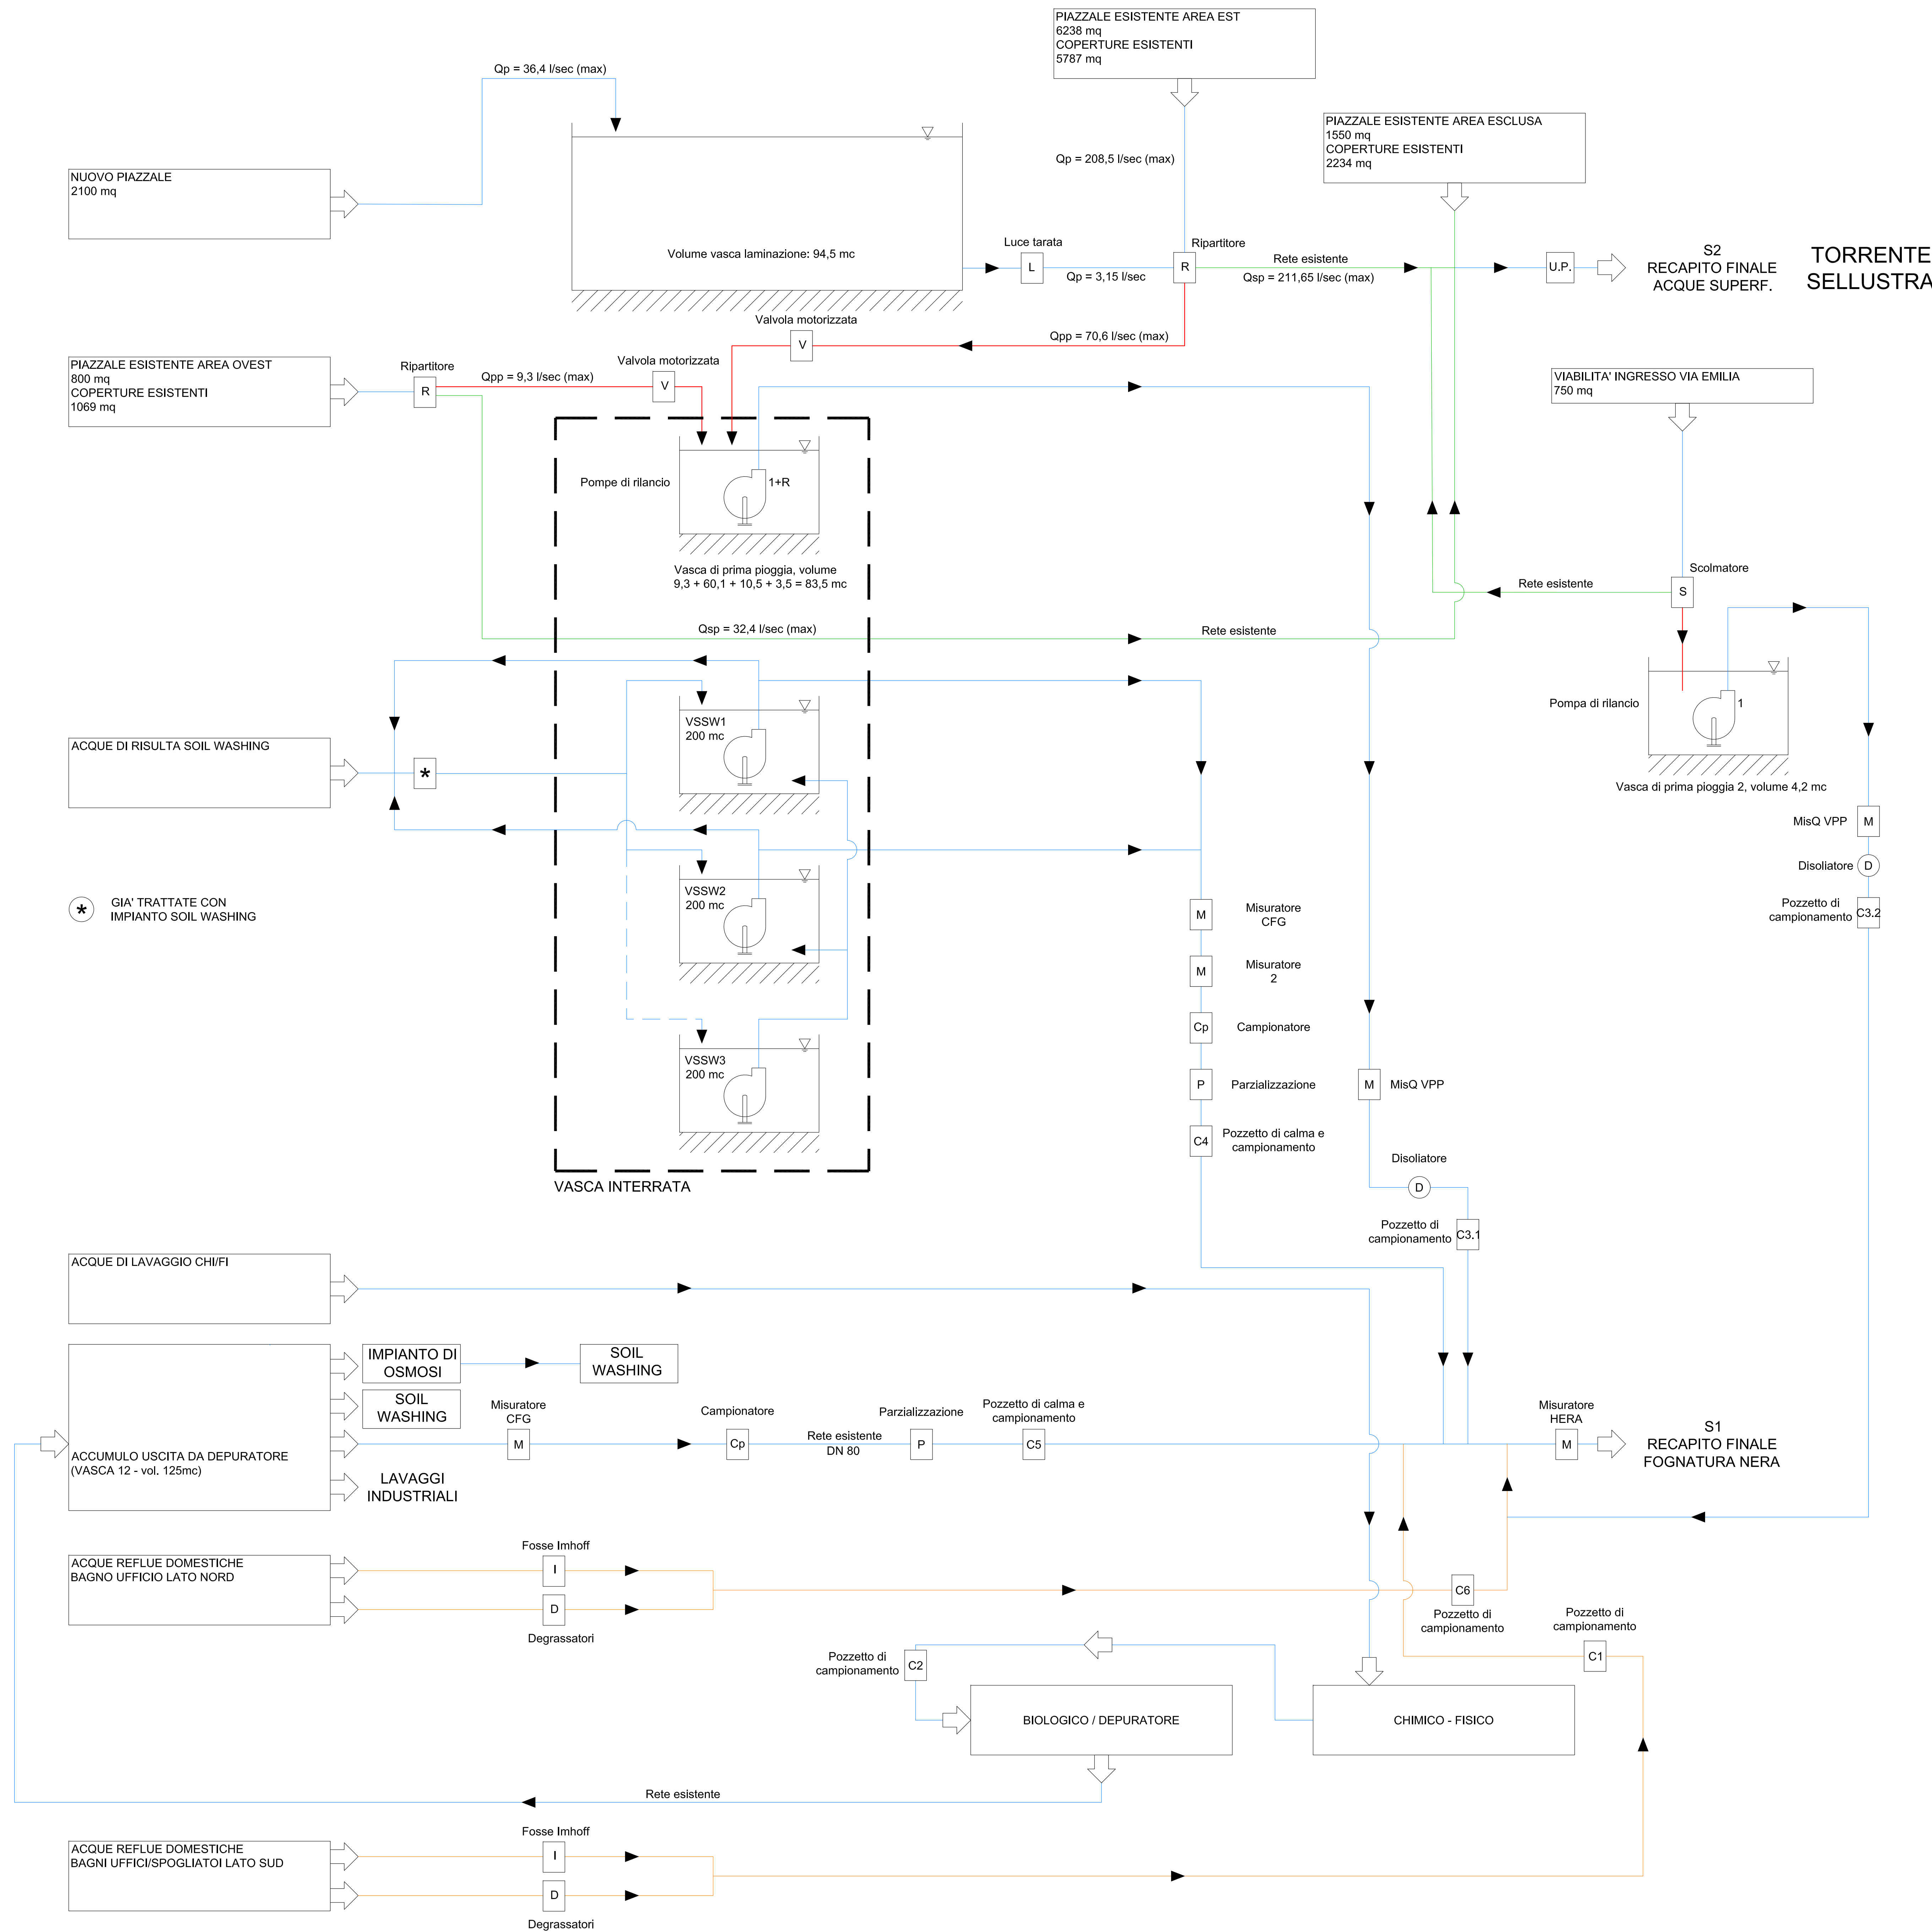 PIAZZALE ESISTENTE AREA EST
6238 mq
COPERTURE ESISTENTI
5787 mq
Qp = 36,4 l/sec (max)
PIAZZALE ESISTENTE AREA ESCLUSA
1550 mq
COPERTURE ESISTENTI
2234 mq
Qp = 208,5 l/sec (max)
NUOVO PIAZZALE
2100 mq
Volume vasca laminazione: 94,5 mc
Luce tarata
L
Qp = 3,15 l/sec
Ripartitore
R
Rete esistente
Qsp = 211,65 l/sec (max)
U.P.
S2
RECAPITO FINALE
ACQUE SUPERF.
TORRENTE
SELLUSTRA
Valvola motorizzata
V
Qpp = 70,6 l/sec (max)
PIAZZALE ESISTENTE AREA OVEST
800 mq
COPERTURE ESISTENTI
1069 mq
Ripartitore
R
Qpp = 9,3 l/sec (max)
Valvola motorizzata
V
VIABILITA' INGRESSO VIA EMILIA
750 mq
Pompe di rilancio
1+R
Vasca di prima pioggia, volume
9,3 + 60,1 + 10,5 + 3,5 = 83,5 mc
Scolmatore
S
Rete esistente
Qsp = 32,4 l/sec (max)
Rete esistente
Pompa di rilancio
1
Vasca di prima pioggia 2, volume 4,2 mc
VSSW1
200 mc
ACQUE DI RISULTA SOIL WASHING
*
MisQ VPP
M
Disoliatore
D
Pozzetto di
campionamento
C3.2
* GIA' TRATTATE CON
IMPIANTO SOIL WASHING
VSSW2
200 mc
M
Misuratore
CFG
M
Misuratore
2
Cp
Campionatore
VSSW3
200 mc
P
Parzializzazione
M
MisQ VPP
C4
Pozzetto di calma e
campionamento
Disoliatore
D
VASCA INTERRATA
Pozzetto di
campionamento
C3.1
ACQUE DI LAVAGGIO CHI/FI
IMPIANTO DI
OSMOSI
SOIL
WASHING
SOIL
WASHING
ACCUMULO USCITA DA DEPURATORE
(VASCA 12 - vol. 125mc)
Misuratore
CFG
M
Campionatore
Cp
Rete esistente
DN 80
Parzializzazione
P
Pozzetto di calma e
campionamento
C5
Misuratore
HERA
M
S1
RECAPITO FINALE
FOGNATURA NERA
LAVAGGI
INDUSTRIALI
ACQUE REFLUE DOMESTICHE
BAGNO UFFICIO LATO NORD
Fosse Imhoff
I
D
Degrassatori
C6
Pozzetto di
campionamento
Pozzetto di
campionamento
C1
Pozzetto di
campionamento
C2
BIOLOGICO / DEPURATORE
CHIMICO - FISICO
Rete esistente
ACQUE REFLUE DOMESTICHE
BAGNI UFFICI/SPOGLIATOI LATO SUD
Fosse Imhoff
I
D
Degrassatori